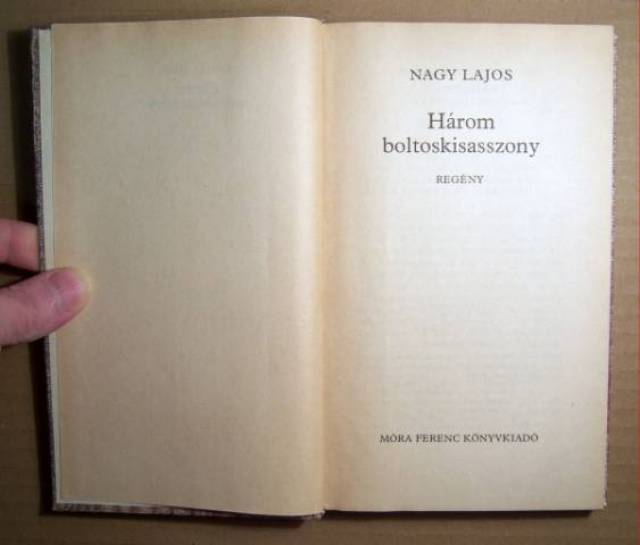 NAGY LAJOS
Három
boltoskisasszony
REGÉNY
MÓRA FERENC KÖNYVKIADÓ